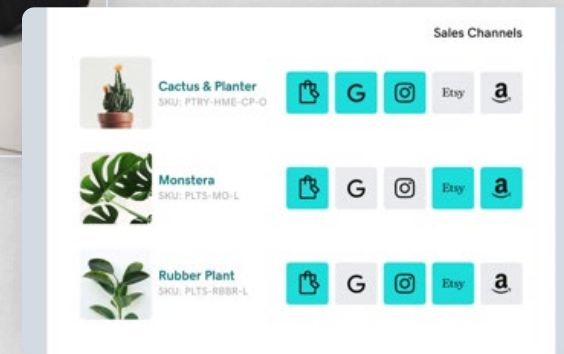 Sales Channels
Cactus & Planter
SKU: PTRY-HME-CP-O
G Etsy a
Monstera
SKU: PLTS-MO-L
G Etsy a
Rubber Plant
SKU: PLTS-RBBR-L
G Etsy a